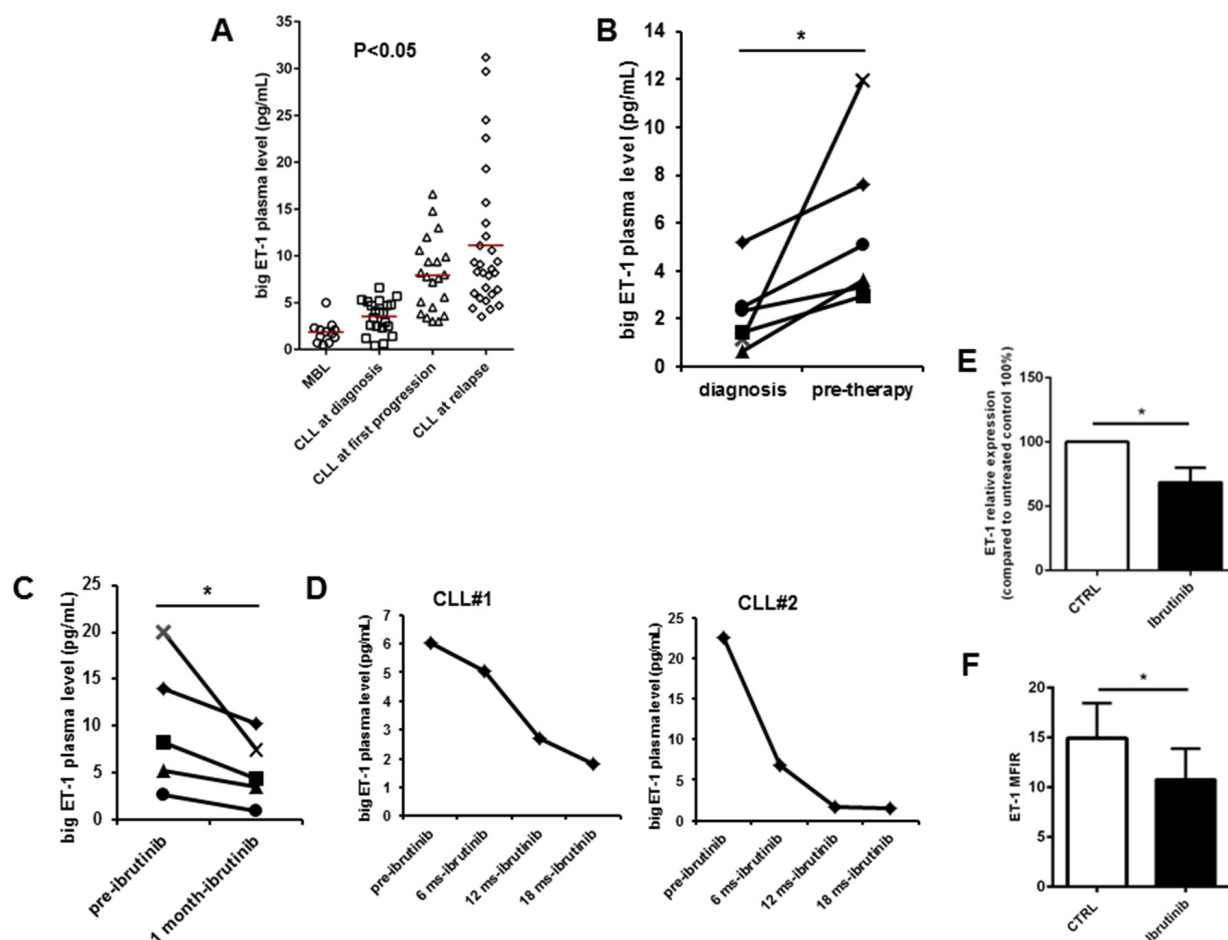 A
P<0.05
big ET-1 plasma level (pg/mL)
35
30
25
20
15
10
5
0
MBL
CLL at diagnosis
CLL at first progression
CLL at relapse
B
*
big ET-1 plasma level (pg/mL)
14
12
10
8
6
4
2
0
diagnosis
pre-therapy
C
*
big ET-1 plasma level (pg/mL)
25
20
15
10
5
0
pre-ibrutinib
1 month-ibrutinib
D
CLL#1
big ET-1 plasma level (pg/mL)
7
6
5
4
3
2
1
0
pre-ibrutinib
6 ms-ibrutinib
12 ms-ibrutinib
18 ms-ibrutinib
CLL#2
big ET-1 plasma level (pg/mL)
25
20
15
10
5
0
pre-ibrutinib
6 ms-ibrutinib
12 ms-ibrutinib
18 ms-ibrutinib
E
*
ET-1 relative expression
(compared to untreated control 100%)
150
100
50
0
CTRL
Ibrutinib
F
*
ET-1 MFIR
20
15
10
5
0
CTRL
Ibrutinib